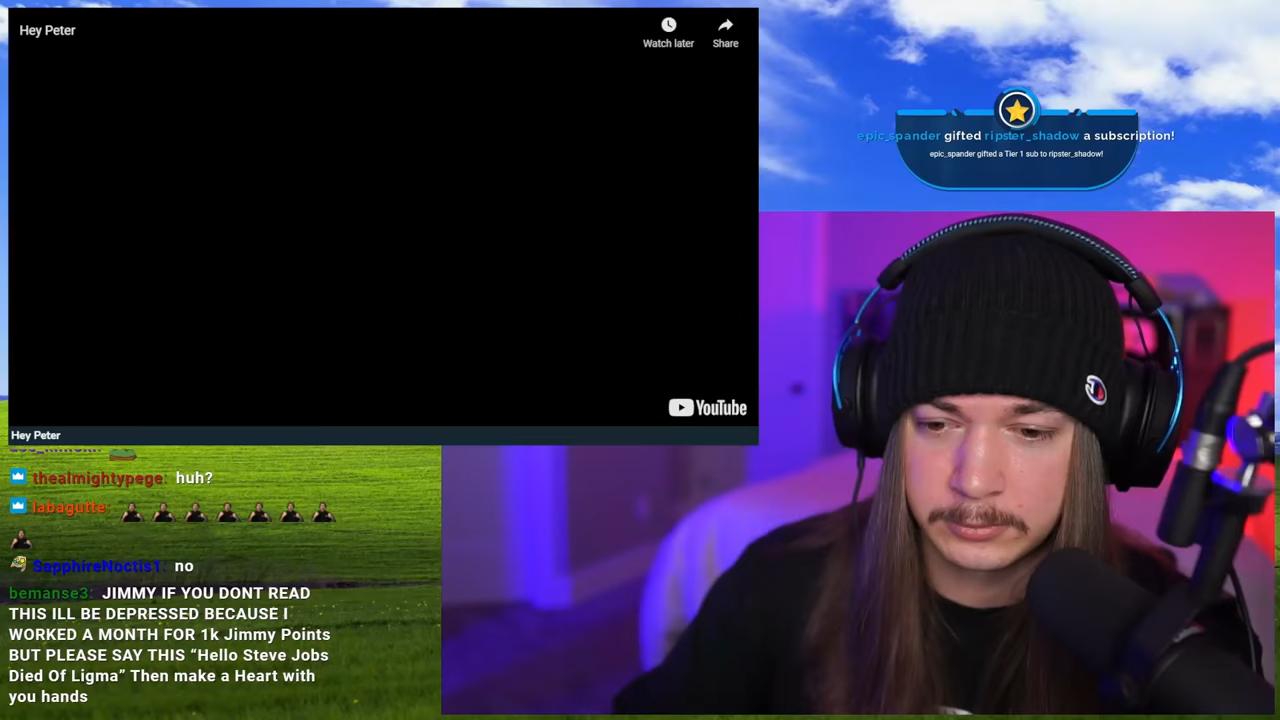 Hey Peter
Watch later
Share
epic_spander gifted ripster_shadow a subscription!
epic_spander gifted a Tier 1 sub to ripster_shadow!
YouTube
Hey Peter
thealmightypege: huh?
labagutte:
SapphireNoctis1: no
bemanse3: JIMMY IF YOU DONT READ
THIS ILL BE DEPRESSED BECAUSE I
WORKED A MONTH FOR 1k Jimmy Points
BUT PLEASE SAY THIS “Hello Steve Jobs
Died Of Ligma” Then make a Heart with
you hands